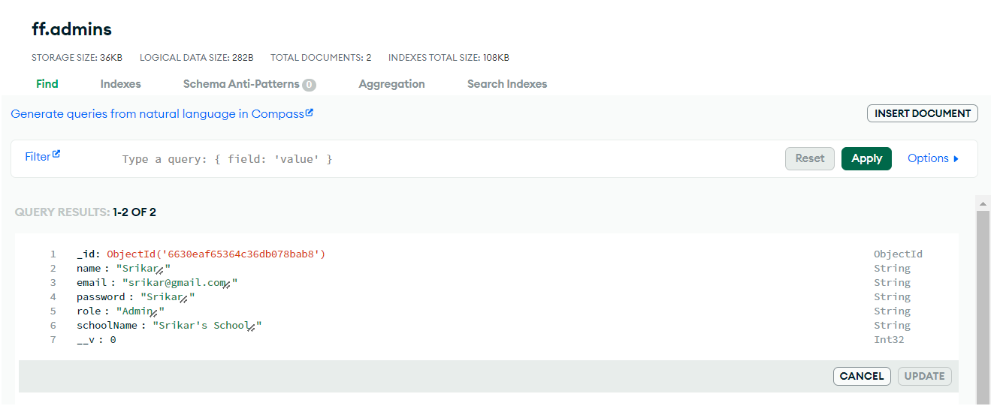 ff.admins
STORAGE SIZE: 36KB LOGICAL DATA SIZE: 282B TOTAL DOCUMENTS: 2 INDEXES TOTAL SIZE: 108KB
Find Indexes Schema Anti-Patterns 0 Aggregation Search Indexes
Generate queries from natural language in Compass INSERT DOCUMENT
Filter Type a query: { field: 'value' } Reset Apply Options
QUERY RESULTS: 1-2 OF 2
1 _id: ObjectId('6630eaf65364c36db078bab8') ObjectId
2 name : "Srikar" String
3 email : "srikar@gmail.com" String
4 password : "Srikar" String
5 role : "Admin" String
6 schoolName : "Srikar's School" String
7 __v : 0 Int32
CANCEL UPDATE